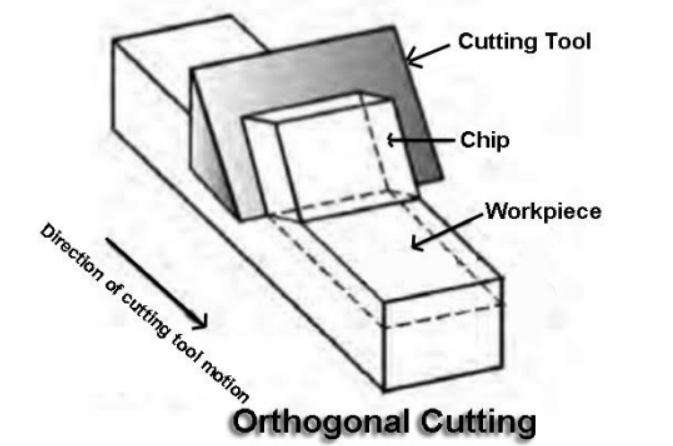 Cutting Tool
Chip
Workpiece
Direction of cutting tool motion
Orthogonal Cutting